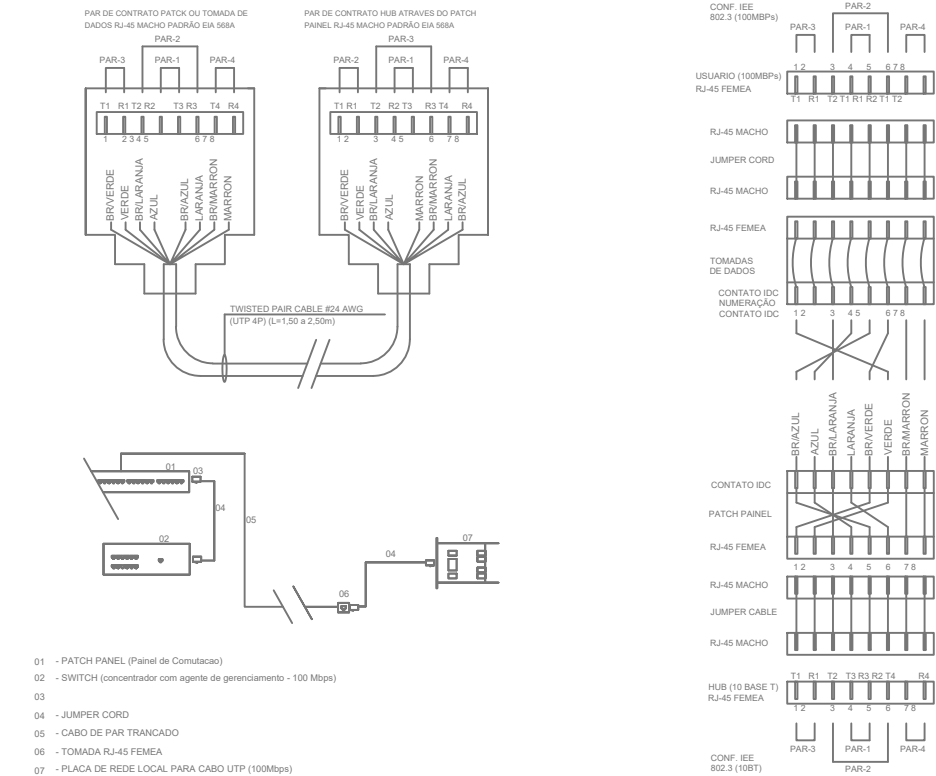 PAR DE CONTRATO PATCK OU TOMADA DE
DADOS RJ-45 MACHO PADRÃO EIA 568A
PAR-2
PAR-3 PAR-1 PAR-4
T1 R1 T2 R2 T3 R3 T4 R4
1 2 3 4 5 6 7 8
BR/VERDE
VERDE
BR/LARANJA
AZUL
BR/AZUL
LARANJA
BR/MARRON
MARRON
PAR DE CONTRATO HUB ATRAVES DO PATCH
PAINEL RJ-45 MACHO PADRÃO EIA 568A
PAR-3
PAR-2 PAR-1 PAR-4
T1 R1 T2 R2 T3 R3 T4 R4
1 2 3 4 5 6 7 8
BR/VERDE
VERDE
BR/LARANJA
AZUL
MARRON
BR/MARRON
LARANJA
BR/AZUL
TWISTED PAIR CABLE #24 AWG
(UTP 4P) (L=1,50 a 2,50m)
01
03
04
05
02
04
06
07
01 - PATCH PANEL (Painel de Comutacao)
02 - SWITCH (concentrador com agente de gerenciamento - 100 Mbps)
03
04 - JUMPER CORD
05 - CABO DE PAR TRANCADO
06 - TOMADA RJ-45 FEMEA
07 - PLACA DE REDE LOCAL PARA CABO UTP (100Mbps)
CONF. IEE
802.3 (100MBPs)
PAR-2
PAR-3 PAR-1 PAR-4
1 2 3 4 5 6 7 8
USUARIO (100MBPs)
RJ-45 FEMEA
T1 R1 T2 T1 R1 R2 T1 T2
RJ-45 MACHO
JUMPER CORD
RJ-45 MACHO
RJ-45 FEMEA
TOMADAS
DE DADOS
CONTATO IDC
NUMERAÇÃO
CONTATO IDC
1 2 3 4 5 6 7 8
BR/AZUL
AZUL
BR/LARANJA
LARANJA
BR/VERDE
VERDE
BR/MARRON
MARRON
CONTATO IDC
PATCH PAINEL
RJ-45 FEMEA
1 2 3 4 5 6 7 8
RJ-45 MACHO
JUMPER CABLE
RJ-45 MACHO
T1 R1 T2 T3 R3 R2 T4 R4
HUB (10 BASE T)
RJ-45 FEMEA
1 2 3 4 5 6 7 8
PAR-3 PAR-1 PAR-4
CONF. IEE
802.3 (10BT)
PAR-2